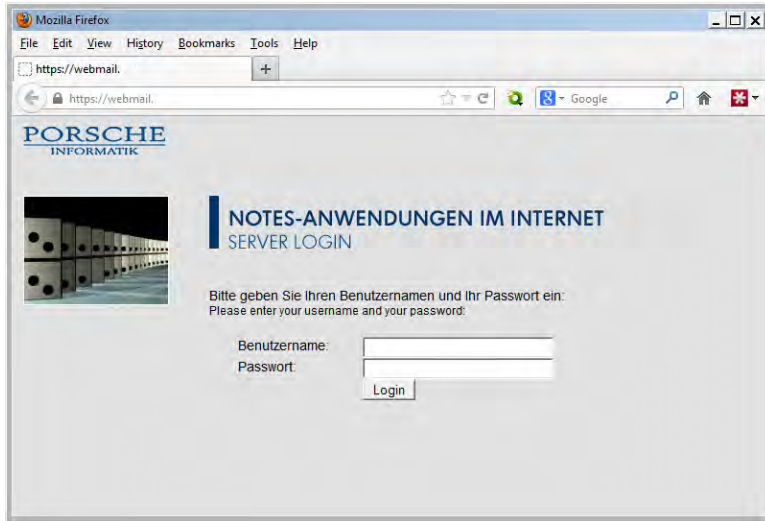 Mozilla Firefox
File Edit View History Bookmarks Tools Help
https://webmail.
https://webmail.
Google
PORSCHE
INFORMATIK
NOTES-ANWENDUNGEN IM INTERNET
SERVER LOGIN
Bitte geben Sie Ihren Benutzernamen und Ihr Passwort ein:
Please enter your username and your password:
Benutzername:
Passwort:
Login